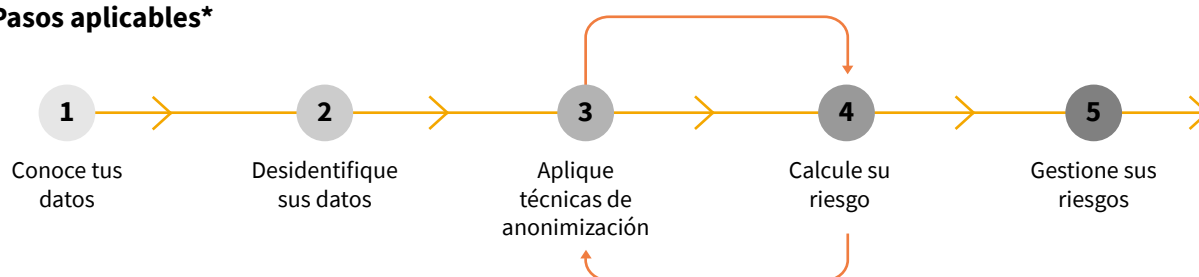 Pasos aplicables*
1
2
3
4
5
Conoce tus
datos
Desidentifique
sus datos
Aplique
técnicas de
anonimización
Calcule su
riesgo
Gestione sus
riesgos